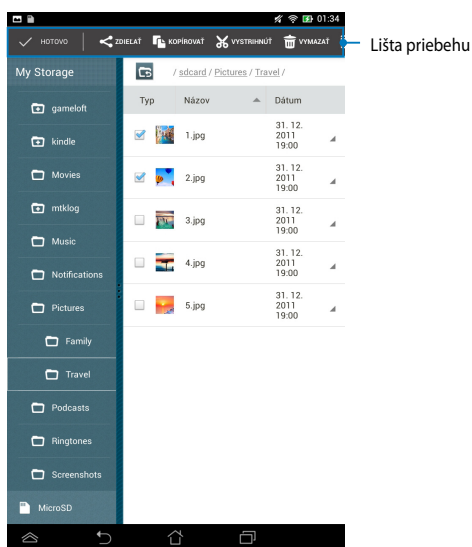 01:34
HOTOVO ZDIELAŤ KOPÍROVAŤ VYSTRIHNÚŤ VYMAZAŤ
Lišta priebehu
My Storage
/ sdcard / Pictures / Travel /
Typ Názov Dátum
gameloft
kindle
Movies
mtklog
Music
Notifications
Pictures
Family
Travel
Podcasts
Ringtones
Screenshots
MicroSD
1.jpg
31. 12.
2011
19:00
2.jpg
31. 12.
2011
19:00
3.jpg
31. 12.
2011
19:00
4.jpg
31. 12.
2011
19:00
5.jpg
31. 12.
2011
19:00